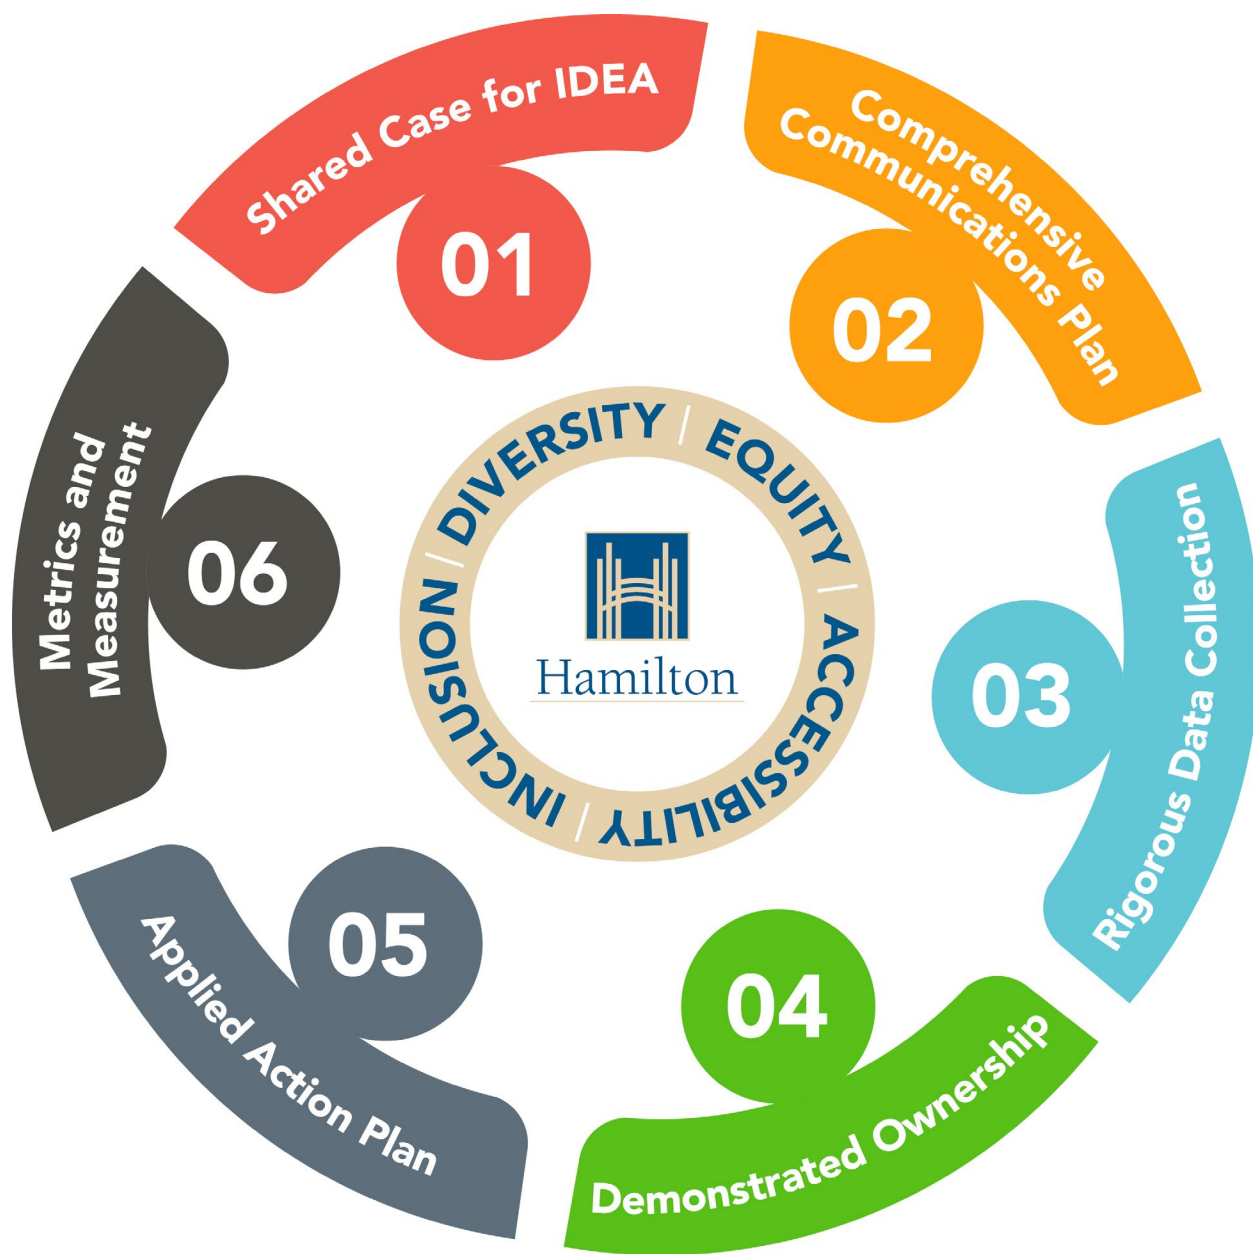 Shared Case for IDEA
01
Comprehensive
Communications Plan
02
Rigorous Data Collection
03
Demonstrated Ownership
04
Applied Action Plan
05
Metrics and
Measurement
06
DIVERSITY | EQUITY | ACCESSIBILITY | INCLUSION |
Hamilton